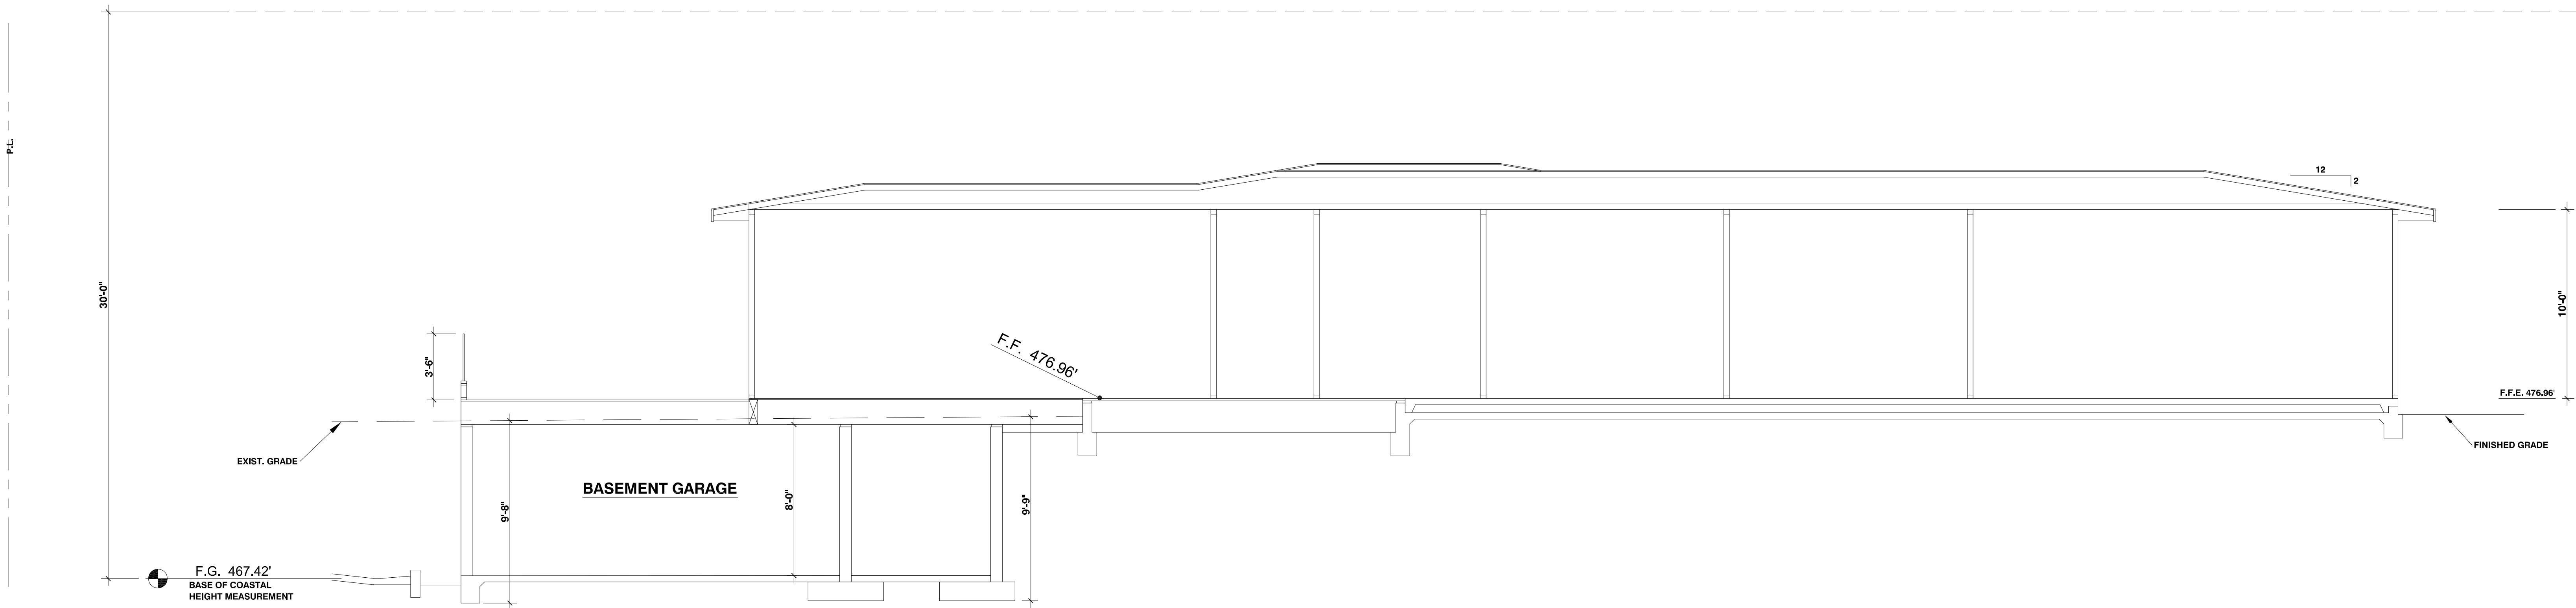 P.L.
30'-0"
12
2
10'-0"
3'-6"
F.F. 476.96'
F.F.E. 476.96'
EXIST. GRADE
FINISHED GRADE
BASEMENT GARAGE
9'-8"
8'-0"
9'-9"
F.G. 467.42'
BASE OF COASTAL
HEIGHT MEASUREMENT